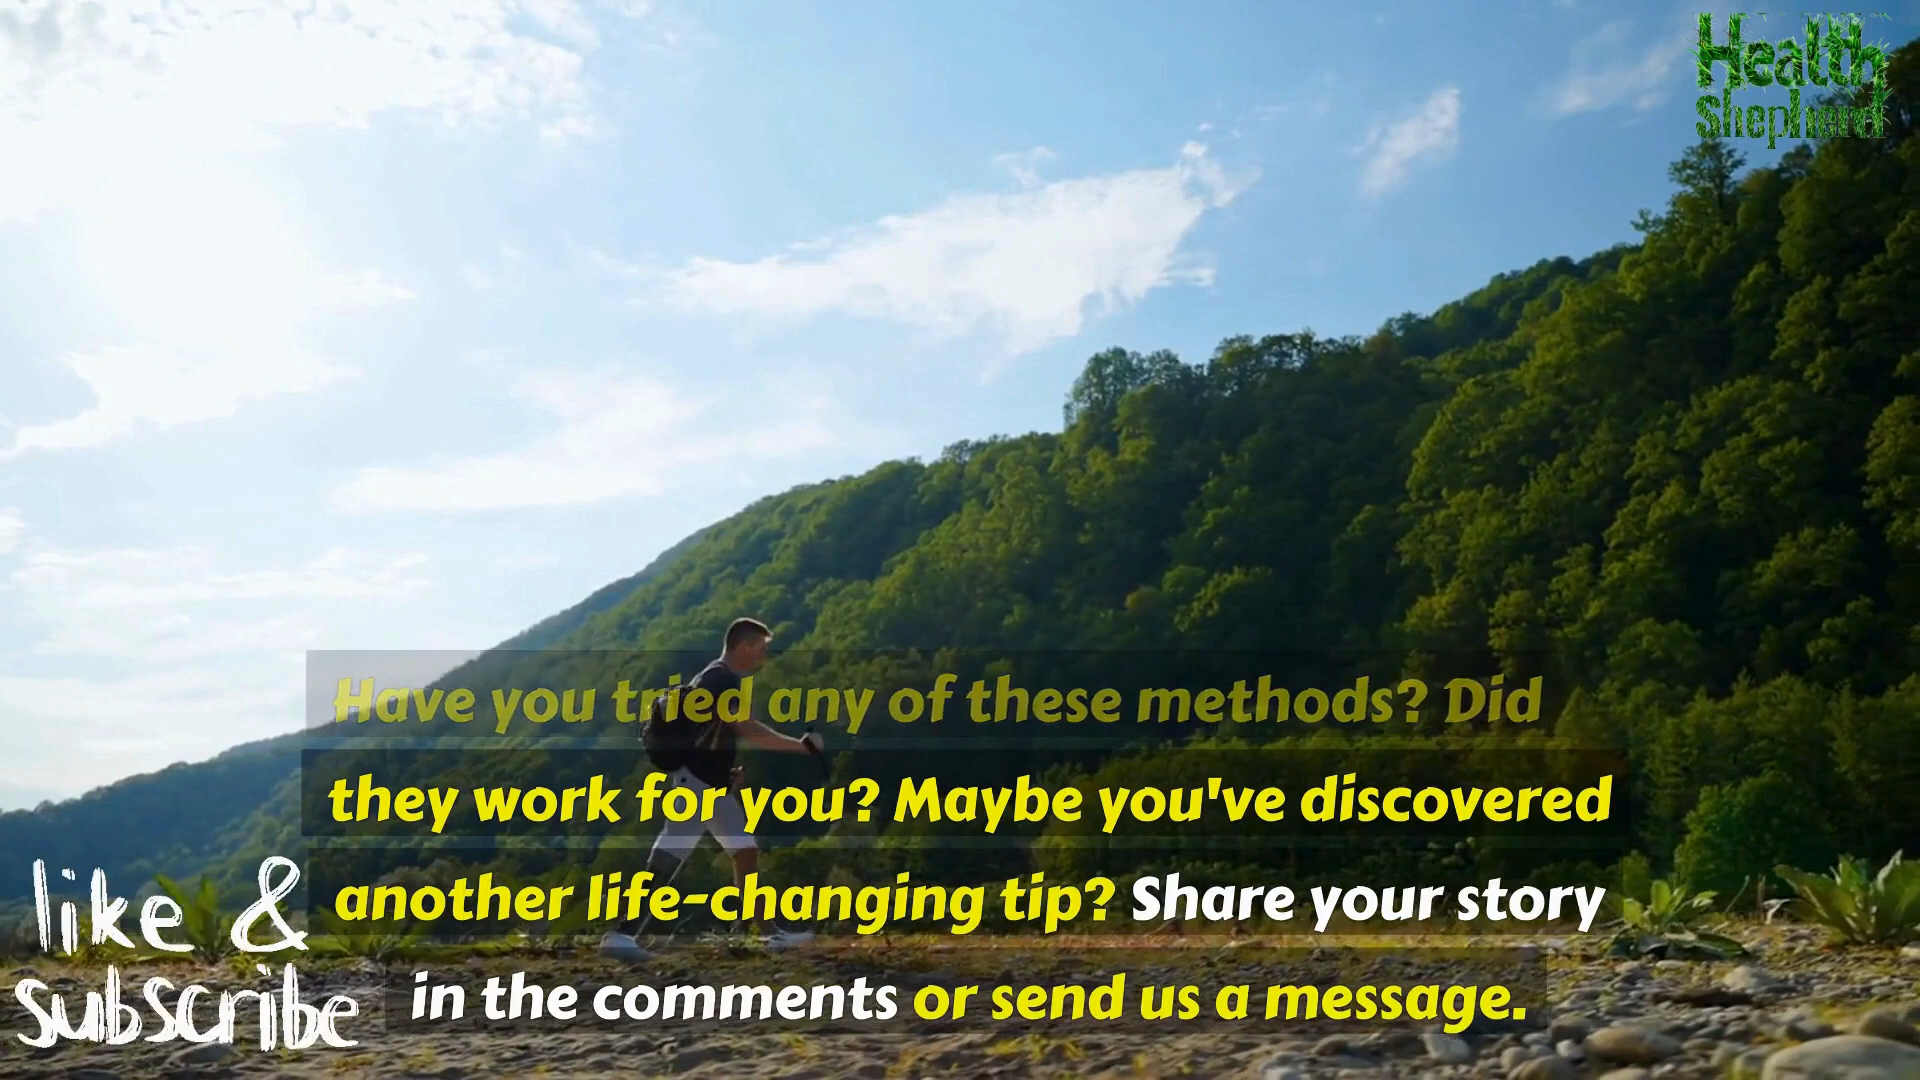 Health
Shepherd
Have you tried any of these methods? Did
they work for you? Maybe you've discovered
another life-changing tip? Share your story
in the comments or send us a message.
like &
subscribe